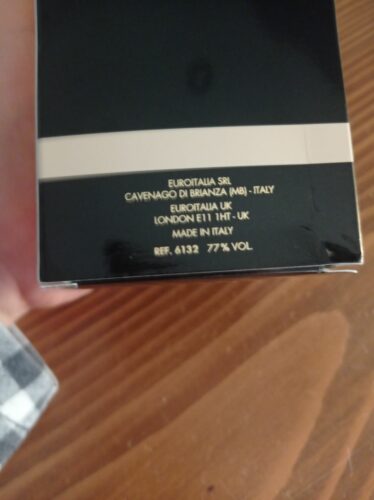 EUROITALIA SRL
CAVENAGO DI BRIANZA (MB) - ITALY
EUROITALIA UK
LONDON E11 1HT - UK
MADE IN ITALY
REF. 6132 77% VOL.